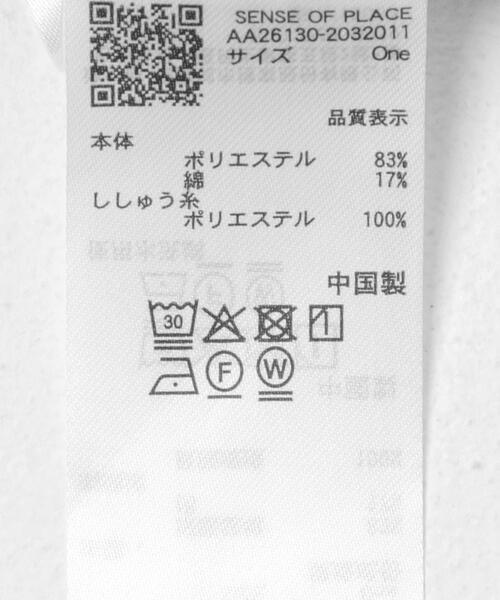 SENSE OF PLACE
AA26130-2032011
サイズ One
品質表示
本体
ポリエステル 83%
綿 17%
ししゅう糸
ポリエステル 100%
中国製
30
F W